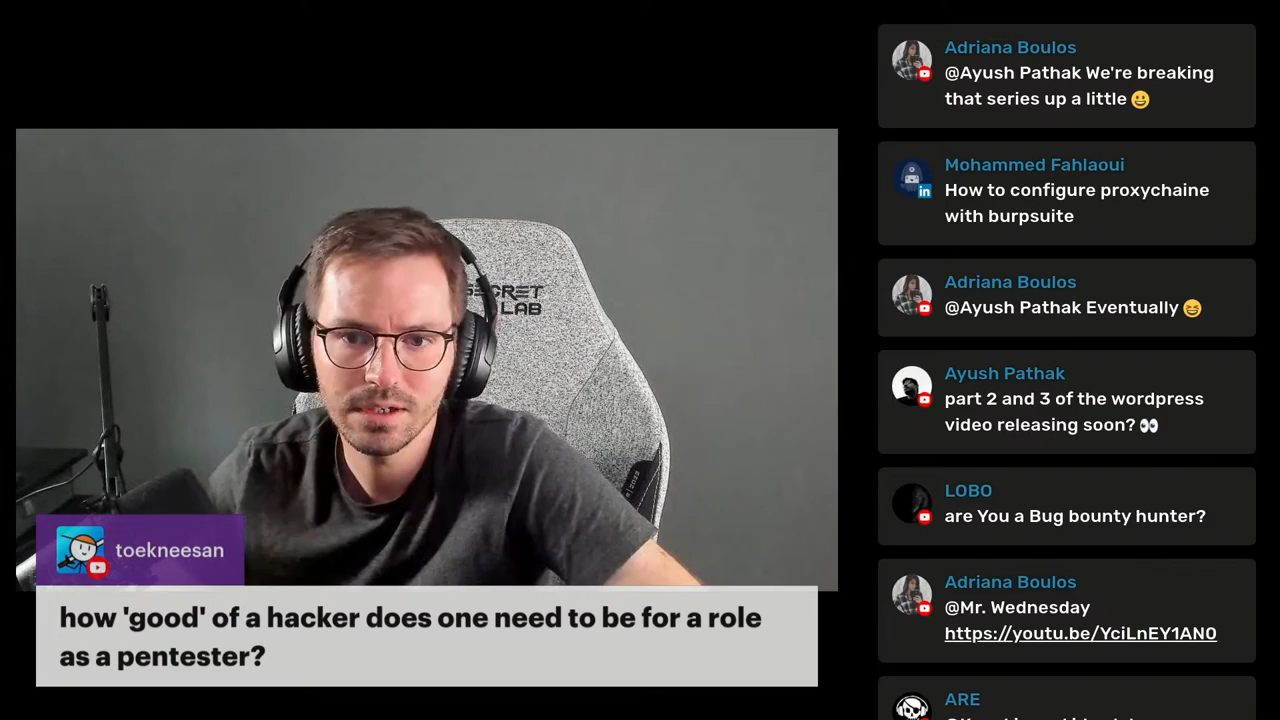 SECRET
LAB
2022
toekneesan
how 'good' of a hacker does one need to be for a role
as a pentester?
Adriana Boulos
@Ayush Pathak We're breaking
that series up a little 😀
Mohammed Fahlaoui
How to configure proxychaine
with burpsuite
Adriana Boulos
@Ayush Pathak Eventually 😆
Ayush Pathak
part 2 and 3 of the wordpress
video releasing soon? 👀
LOBO
are You a Bug bounty hunter?
Adriana Boulos
@Mr. Wednesday
https://youtu.be/YciLnEY1AN0
ARE